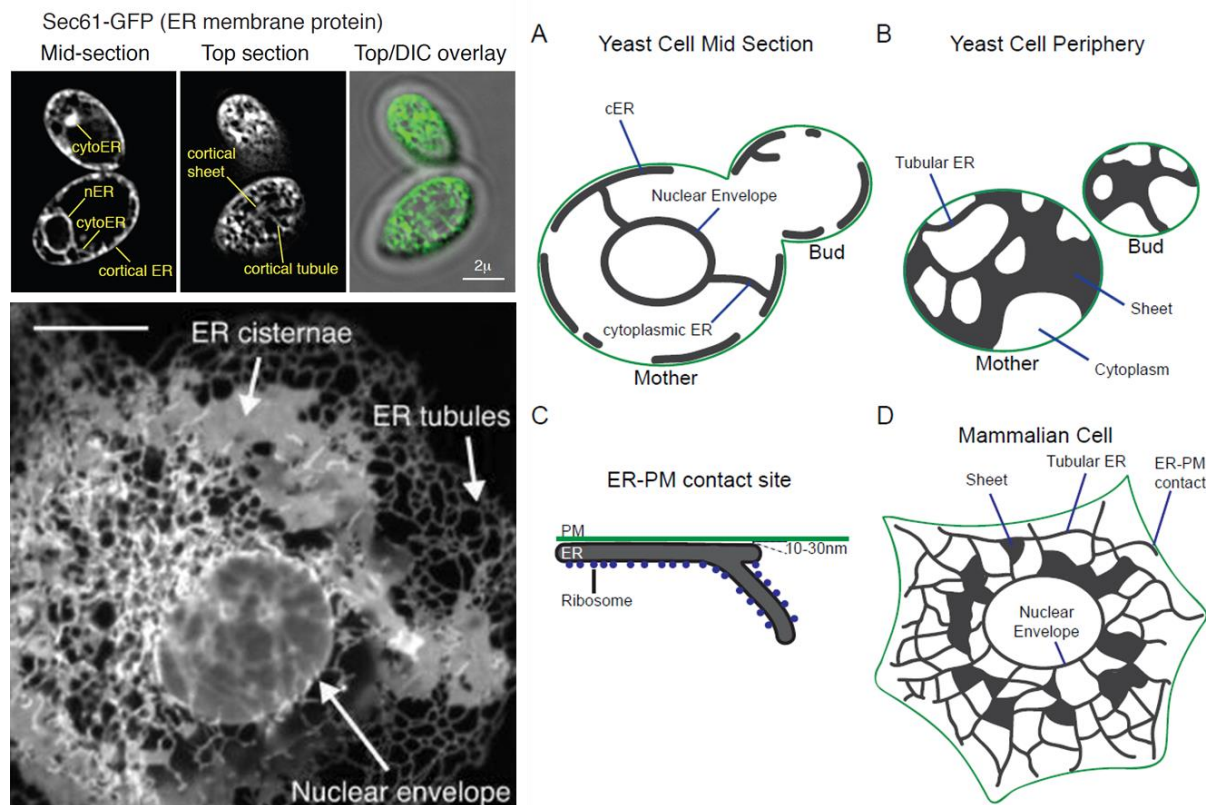 Sec61-GFP (ER membrane protein)
Mid-section
Top section
Top/DIC overlay
cytoER
nER
cytoER
cortical ER
cortical
sheet
cortical tubule
2μ
ER cisternae
ER tubules
Nuclear envelope
A
Yeast Cell Mid Section
cER
Nuclear Envelope
Bud
cytoplasmic ER
Mother
B
Yeast Cell Periphery
Tubular ER
Bud
Sheet
Mother
Cytoplasm
C
ER-PM contact site
PM
ER
10-30nm
Ribosome
D
Mammalian Cell
Tubular ER
ER-PM
contact
Sheet
Nuclear
Envelope